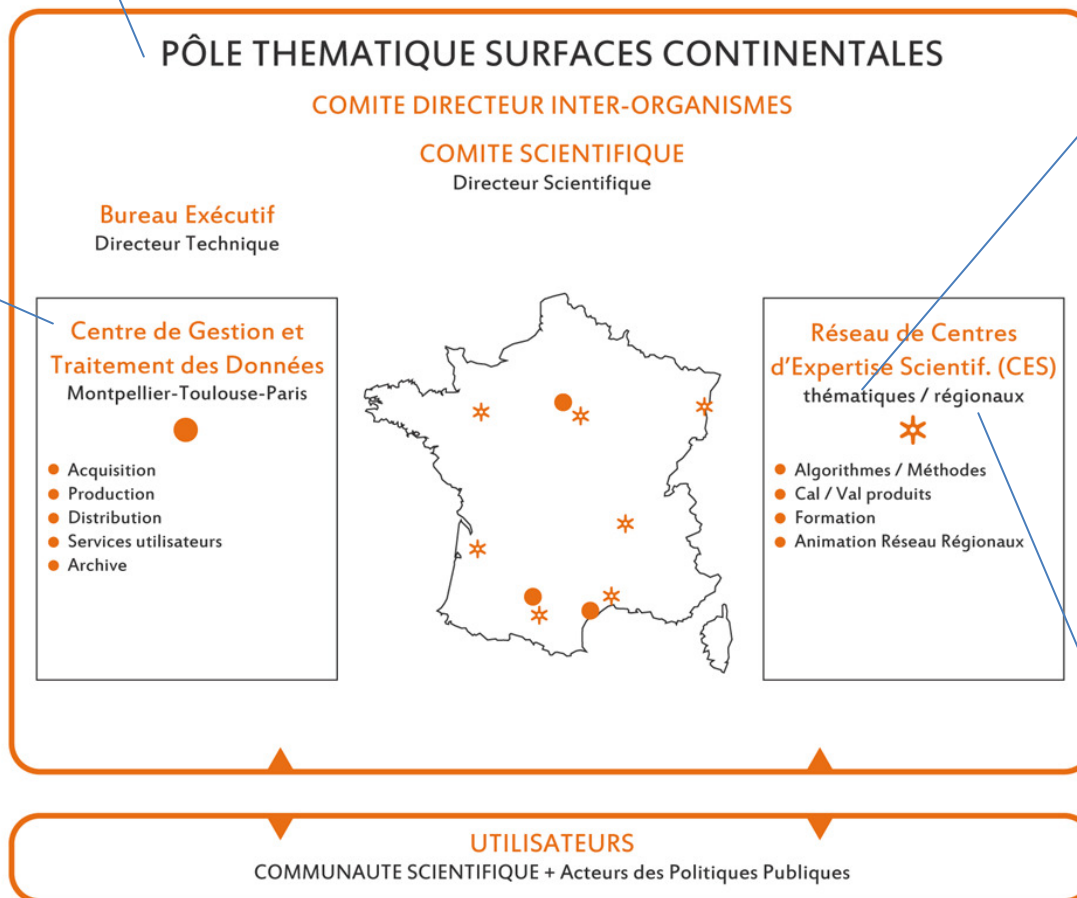 PÔLE THEMATIQUE SURFACES CONTINENTALES
COMITE DIRECTEUR INTER-ORGANISMES
COMITE SCIENTIFIQUE
Directeur Scientifique
Bureau Exécutif
Directeur Technique
Centre de Gestion et
Traitement des Données
Montpellier-Toulouse-Paris
Acquisition
Production
Distribution
Services utilisateurs
Archive
Réseau de Centres
d'Expertise Scientif. (CES)
thématiques / régionaux
Algorithmes / Méthodes
Cal / Val produits
Formation
Animation Réseau Régionaux
UTILISATEURS
COMMUNAUTE SCIENTIFIQUE + Acteurs des Politiques Publiques